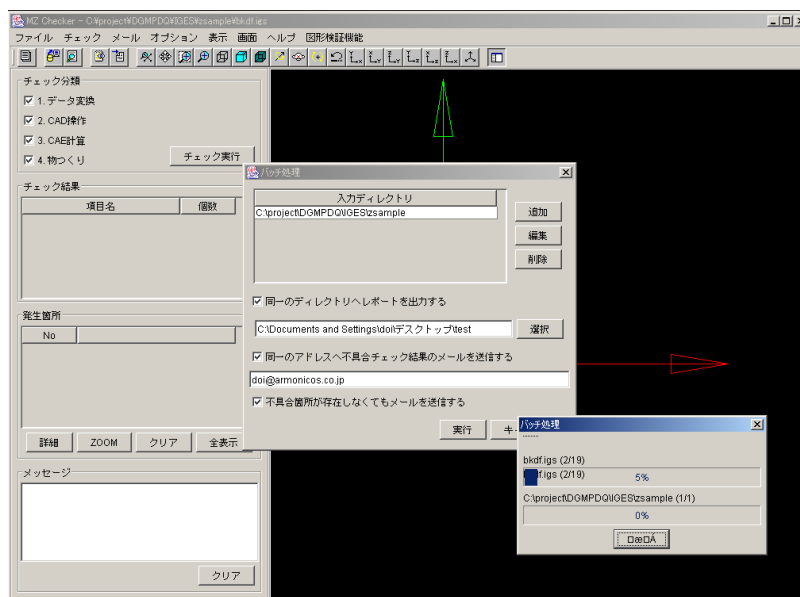 MZ Checker - C:¥project¥DGMPDQ¥IGES¥zsample¥bkdf.igs
ファイル チェック メール オプション 表示 画面 ヘルプ 図形検証機能
チェック分類
1.データ変換
2. CAD操作
3. CAE計算
4.物つくり
チェック実行
チェック結果
項目名 個数
発生箇所
No
詳細 ZOOM クリア 全表示
メッセージ
クリア
バッチ処理
入力ディレクトリ
C:\project\DGMPDQ\IGES\zsample
追加
編集
削除
同一のディレクトリへレポートを出力する
C:\Documents and Settings\doi\デスクトップ\test
選択
同一のアドレスへ不具合チェック結果のメールを送信する
doi@armonicos.co.jp
不具合箇所が存在しなくてもメールを送信する
実行 キ
バッチ処理
-----
bkdf.igs (2/19)
f.igs (2/19)
5%
C:\project\DGMPDQ\IGES\zsample (1/1)
0%
□œ□Á